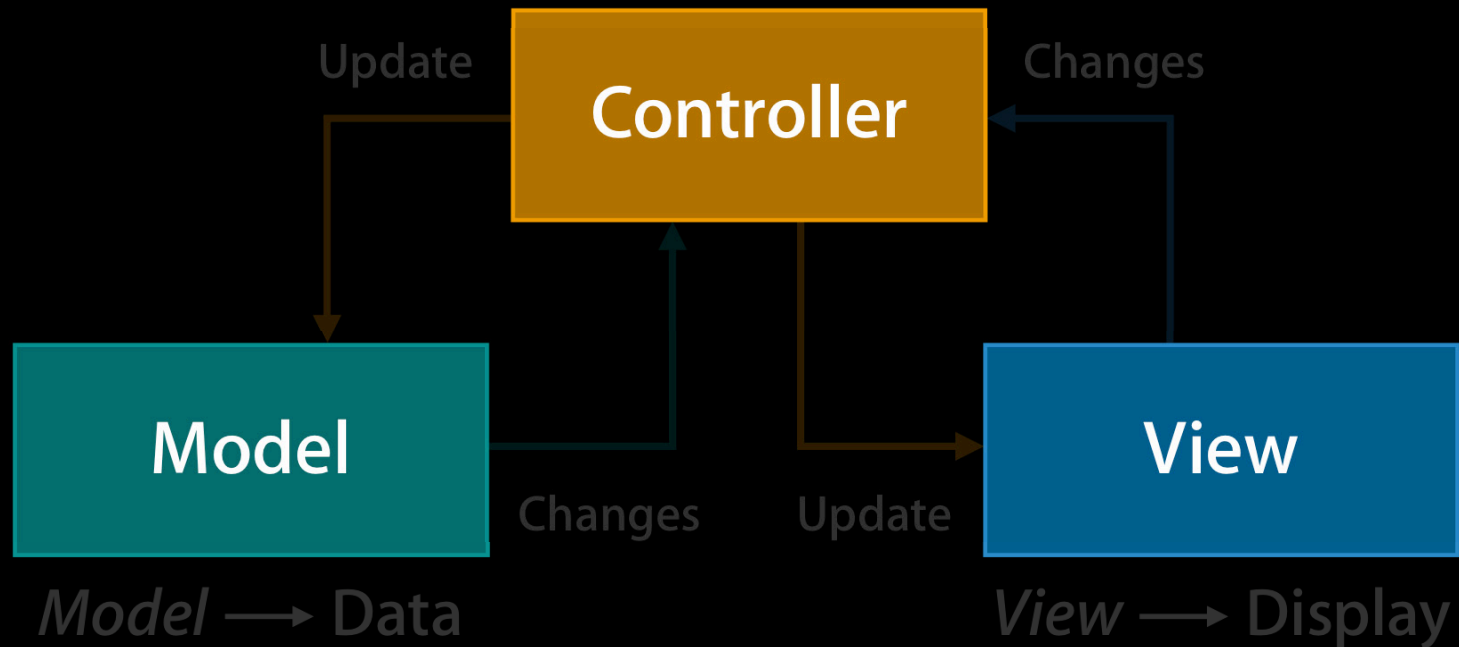 Update
Controller
Changes
Model
View
Changes
Update
Model → Data
View → Display